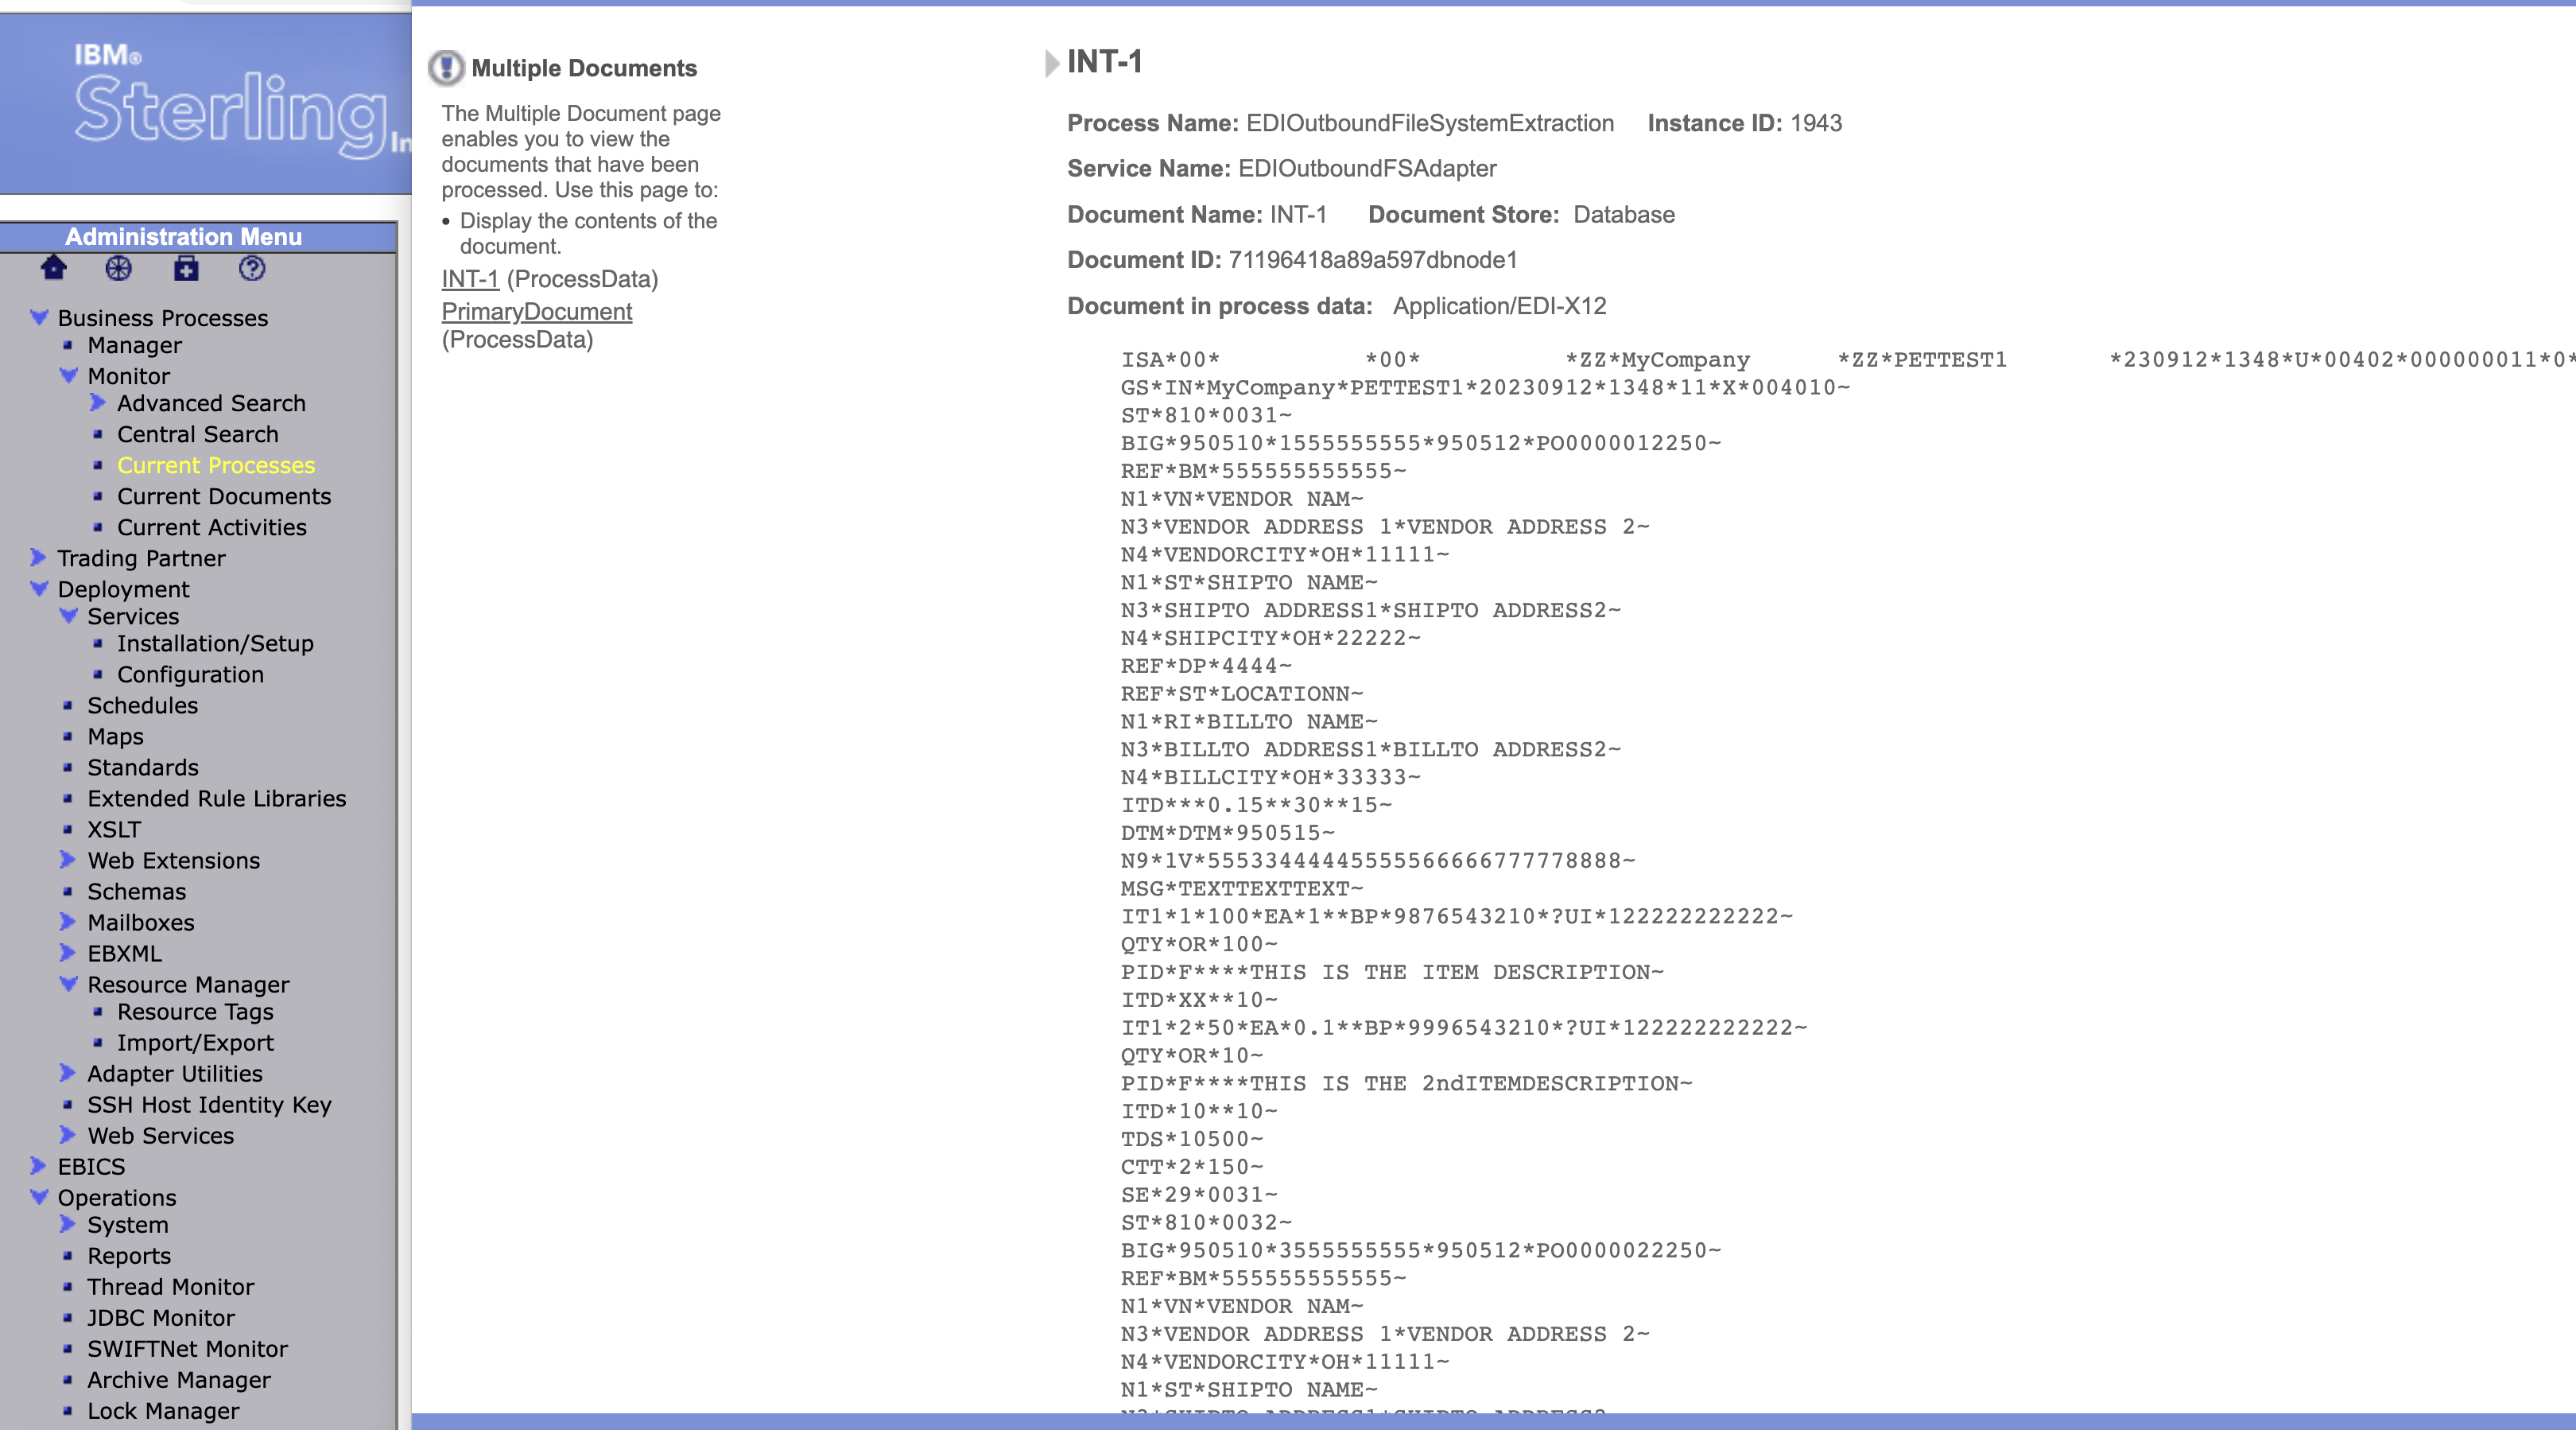 IBM®
Sterling
In
Administration Menu
Business Processes
Manager
Monitor
Advanced Search
Central Search
Current Processes
Current Documents
Current Activities
Trading Partner
Deployment
Services
Installation/Setup
Configuration
Schedules
Maps
Standards
Extended Rule Libraries
XSLT
Web Extensions
Schemas
Mailboxes
EBXML
Resource Manager
Resource Tags
Import/Export
Adapter Utilities
SSH Host Identity Key
Web Services
EBICS
Operations
System
Reports
Thread Monitor
JDBC Monitor
SWIFTNet Monitor
Archive Manager
Lock Manager
Multiple Documents
The Multiple Document page
enables you to view the
documents that have been
processed. Use this page to:
• Display the contents of the
document.
INT-1 (ProcessData)
PrimaryDocument
(ProcessData)
INT-1
Process Name: EDIOutboundFileSystemExtraction Instance ID: 1943
Service Name: EDIOutboundFSAdapter
Document Name: INT-1 Document Store: Database
Document ID: 71196418a89a597dbnode1
Document in process data: Application/EDI-X12
ISA*00*          *00*          *ZZ*MyCompany      *ZZ*PETTEST1       *230912*1348*U*00402*000000011*0*
GS*IN*MyCompany*PETTEST1*20230912*1348*11*X*004010~
ST*810*0031~
BIG*950510*1555555555*950512*PO0000012250~
REF*BM*555555555555~
N1*VN*VENDOR NAM~
N3*VENDOR ADDRESS 1*VENDOR ADDRESS 2~
N4*VENDORCITY*OH*11111~
N1*ST*SHIPTO NAME~
N3*SHIPTO ADDRESS1*SHIPTO ADDRESS2~
N4*SHIPCITY*OH*22222~
REF*DP*4444~
REF*ST*LOCATIONN~
N1*RI*BILLTO NAME~
N3*BILLTO ADDRESS1*BILLTO ADDRESS2~
N4*BILLCITY*OH*33333~
ITD***0.15**30**15~
DTM*DTM*950515~
N9*1V*55533444445555566666777778888~
MSG*TEXTTEXTTEXT~
IT1*1*100*EA*1**BP*9876543210*?UI*122222222222~
QTY*OR*100~
PID*F****THIS IS THE ITEM DESCRIPTION~
ITD*XX**10~
IT1*2*50*EA*0.1**BP*9996543210*?UI*122222222222~
QTY*OR*10~
PID*F****THIS IS THE 2ndITEMDESCRIPTION~
ITD*10**10~
TDS*10500~
CTT*2*150~
SE*29*0031~
ST*810*0032~
BIG*950510*3555555555*950512*PO0000022250~
REF*BM*555555555555~
N1*VN*VENDOR NAM~
N3*VENDOR ADDRESS 1*VENDOR ADDRESS 2~
N4*VENDORCITY*OH*11111~
N1*ST*SHIPTO NAME~